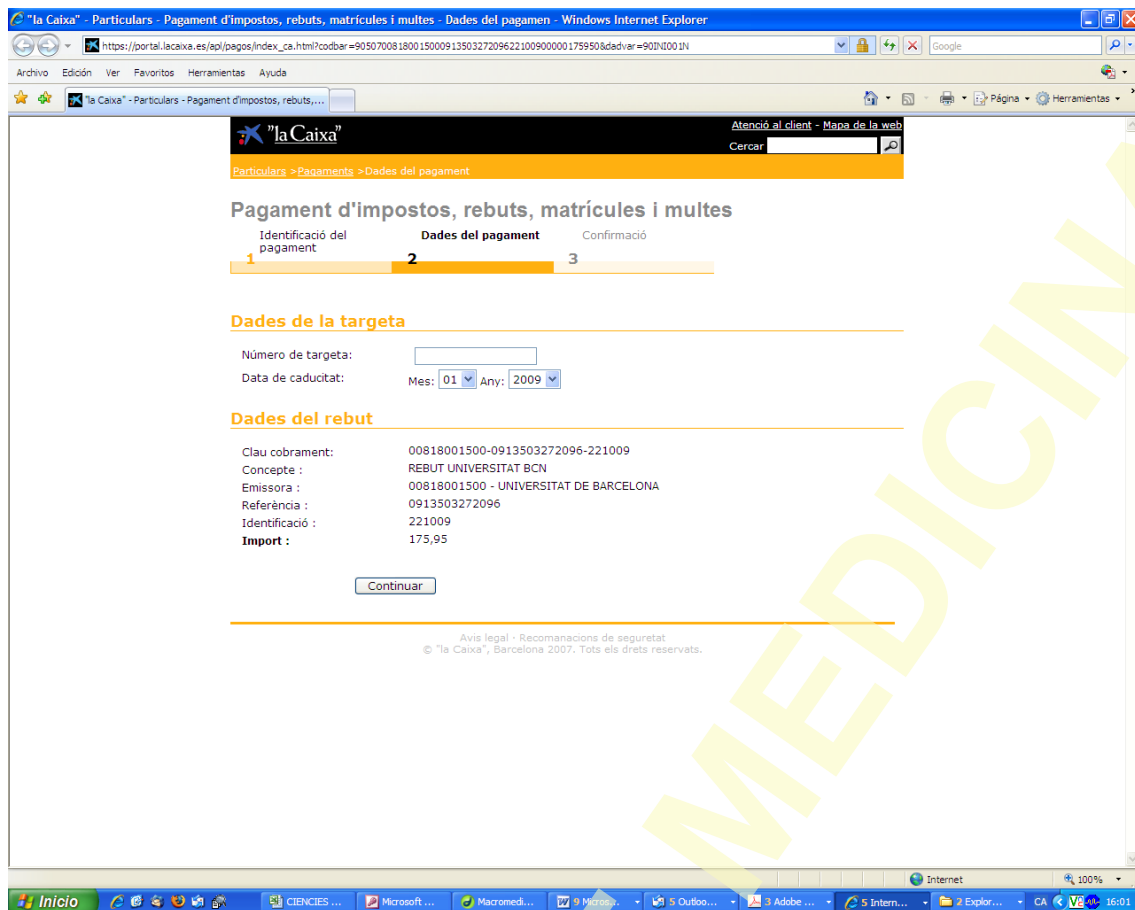 "la Caixa" - Particulars - Pagament d'impostos, rebuts, matrícules i multes - Dades del pagamen - Windows Internet Explorer
https://portal.lacaixa.es/apl/pagos/index_ca.html?codbar=90507008180015000913503272096221009000001759508&dadvar=90INI001N
Google
Archivo Edición Ver Favoritos Herramientas Ayuda
"la Caixa" - Particulars - Pagament d'impostos, rebuts,...
Página Herramientas
"la Caixa"
Atenció al client - Mapa de la web
Cercar
Particulars >Pagaments >Dades del pagament
Pagament d'impostos, rebuts, matrícules i multes
Identificació del pagament
Dades del pagament
Confirmació
1 2 3
Dades de la targeta
Número de targeta:
Data de caducitat: Mes: 01 Any: 2009
Dades del rebut
Clau cobrament: 00818001500-0913503272096-221009
Concepte : REBUT UNIVERSITAT BCN
Emissora : 00818001500 - UNIVERSITAT DE BARCELONA
Referència : 0913503272096
Identificació : 221009
Import : 175,95
Continuar
Avis legal · Recomanacions de seguretat
© "la Caixa", Barcelona 2007. Tots els drets reservats.
MEDICINA
Internet 100%
Inicio CIENCIES ... Microsoft ... Macromedi... 9 Micros... 5 Outloo... 3 Adobe ... 5 Intern... 2 Explor... CA 16:01